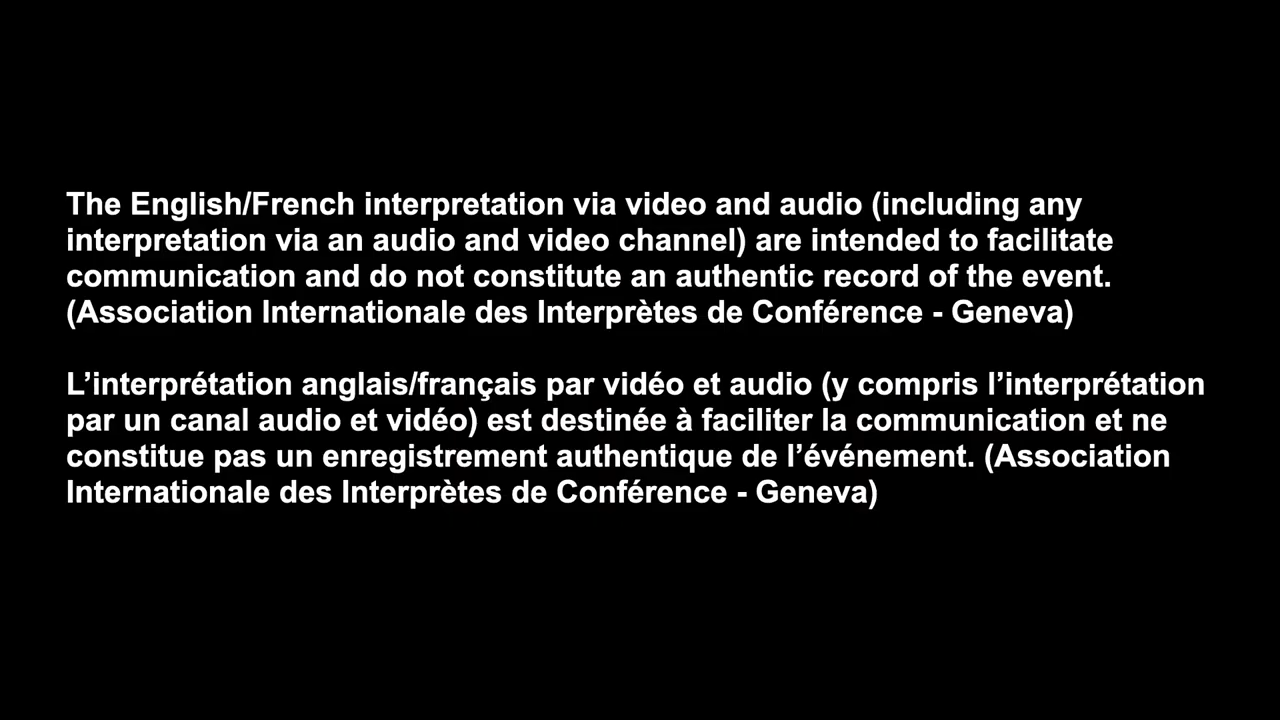 The English/French interpretation via video and audio (including any
interpretation via an audio and video channel) are intended to facilitate
communication and do not constitute an authentic record of the event.
(Association Internationale des Interprètes de Conférence - Geneva)
L’interprétation anglais/français par vidéo et audio (y compris l’interprétation
par un canal audio et vidéo) est destinée à faciliter la communication et ne
constitue pas un enregistrement authentique de l’événement. (Association
Internationale des Interprètes de Conférence - Geneva)